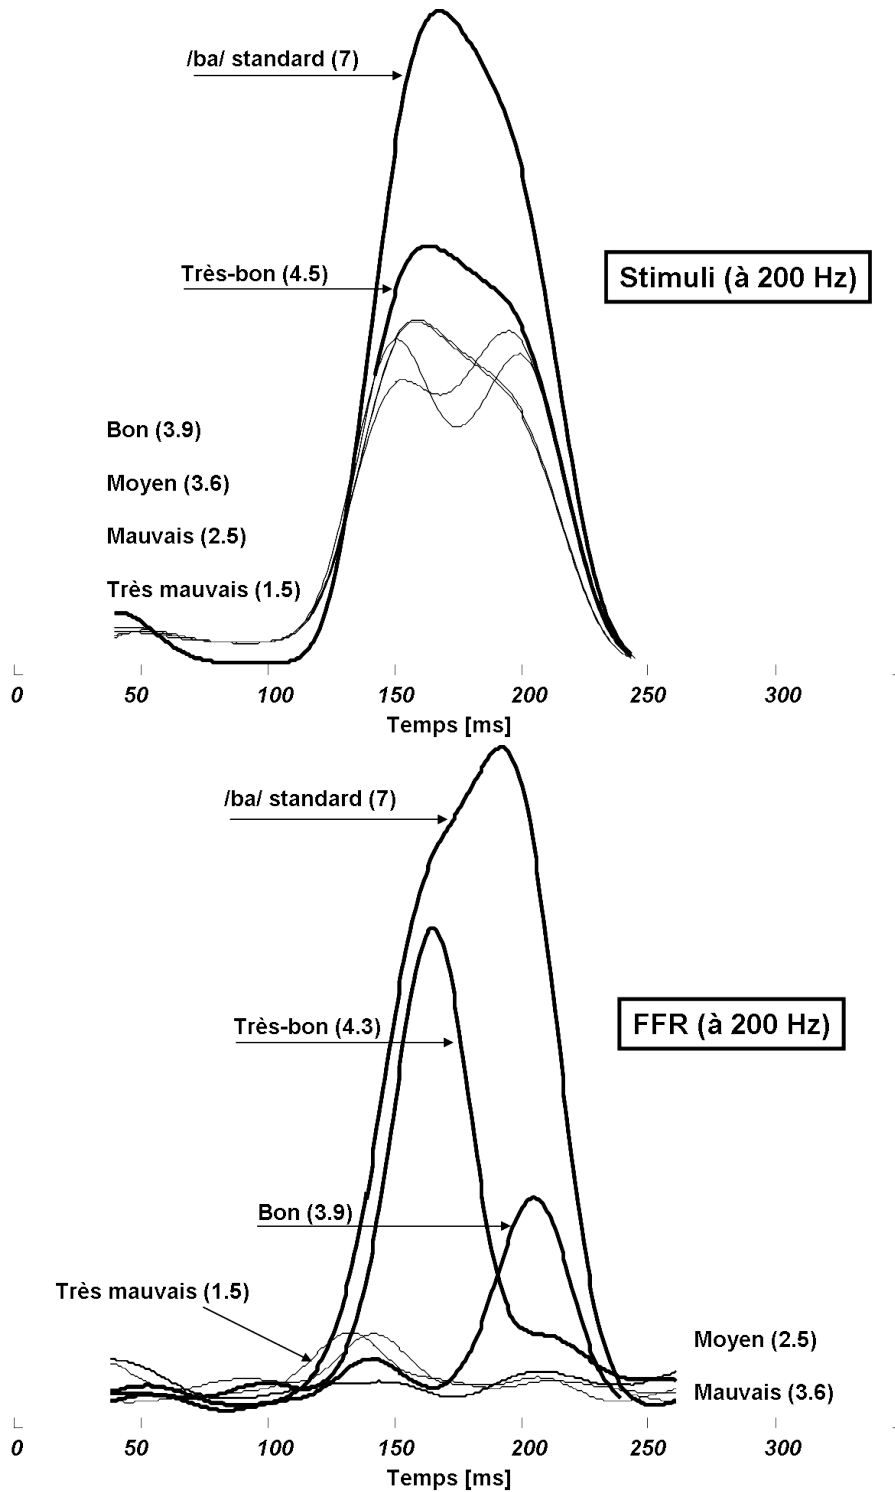 /ba/ standard (7)
Très-bon (4.5)
Stimuli (à 200 Hz)
Bon (3.9)
Moyen (3.6)
Mauvais (2.5)
Très mauvais (1.5)
0 50 100 150 200 250 300
Temps [ms]
/ba/ standard (7)
Très-bon (4.3)
FFR (à 200 Hz)
Bon (3.9)
Très mauvais (1.5)
Moyen (2.5)
Mauvais (3.6)
0 50 100 150 200 250 300
Temps [ms]